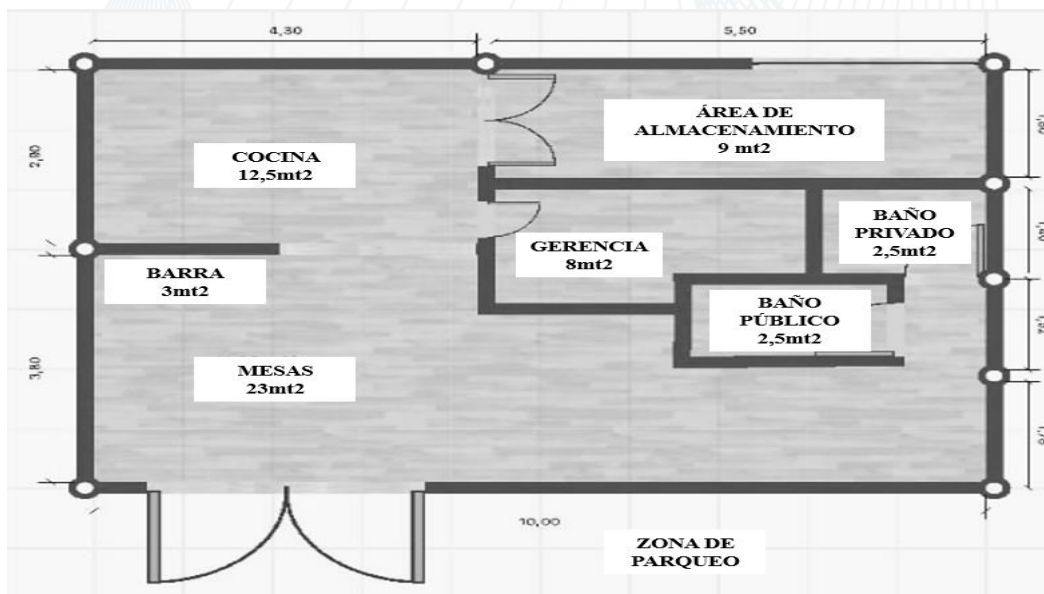 4,30
5,50
ÁREA DE
ALMACENAMIENTO
9 mt2
COCINA
12,5mt2
2,80
BAÑO
PRIVADO
2,5mt2
GERENCIA
8mt2
BARRA
3mt2
BAÑO
PÚBLICO
2,5mt2
MESAS
23mt2
3,80
10,00
ZONA DE
PARQUEO